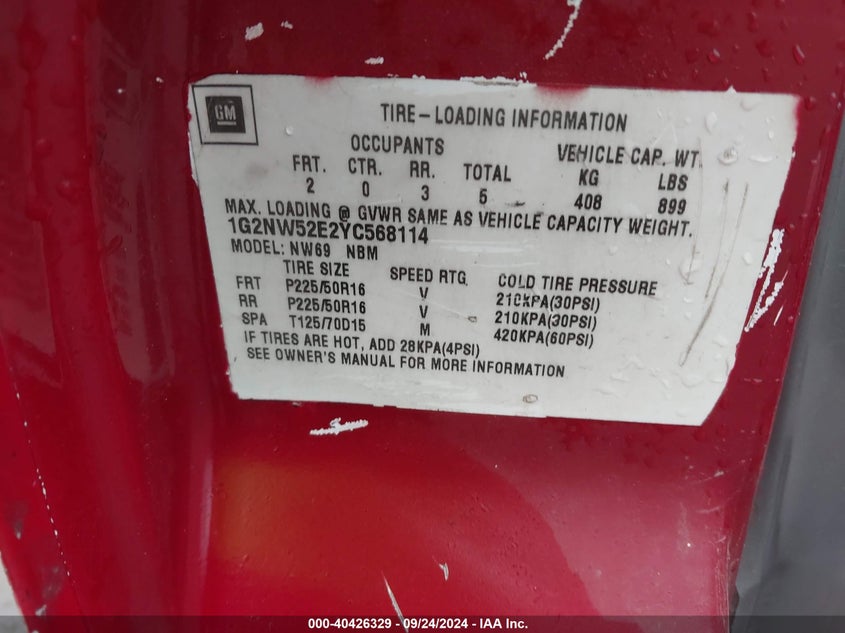 GM
TIRE-LOADING INFORMATION
OCCUPANTS VEHICLE CAP. WT.
FRT. CTR. RR. TOTAL KG LBS
2 0 3 5 408 899
MAX. LOADING @ GVWR SAME AS VEHICLE CAPACITY WEIGHT.
1G2NW52E2YC568114
MODEL: NW69 NBM
TIRE SIZE SPEED RTG COLD TIRE PRESSURE
FRT P225/50R16 V 210KPA(30PSI)
RR P225/50R16 V 210KPA(30PSI)
SPA T125/70D15 M 420KPA(60PSI)
IF TIRES ARE HOT, ADD 28KPA(4PSI)
SEE OWNER'S MANUAL FOR MORE INFORMATION
000-40426329 - 09/24/2024 - IAA Inc.